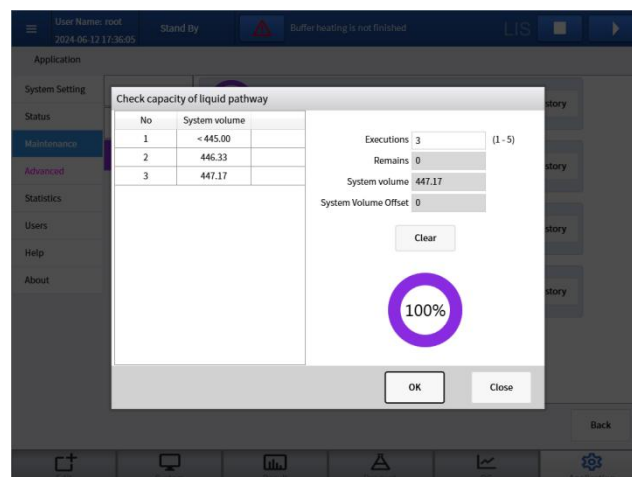 User Name: root
2024-06-12 17:36:05
Stand By
Buffer heating is not finished
LIS
Application
System Setting
Status
Maintenance
Advanced
Statistics
Users
Help
About
Check capacity of liquid pathway
No System volume
1 <445.00
2 446.33
3 447.17
Executions 3 (1 - 5)
Remains 0
System volume 447.17
System Volume Offset 0
Clear
100%
OK
Close
story
story
story
story
Back